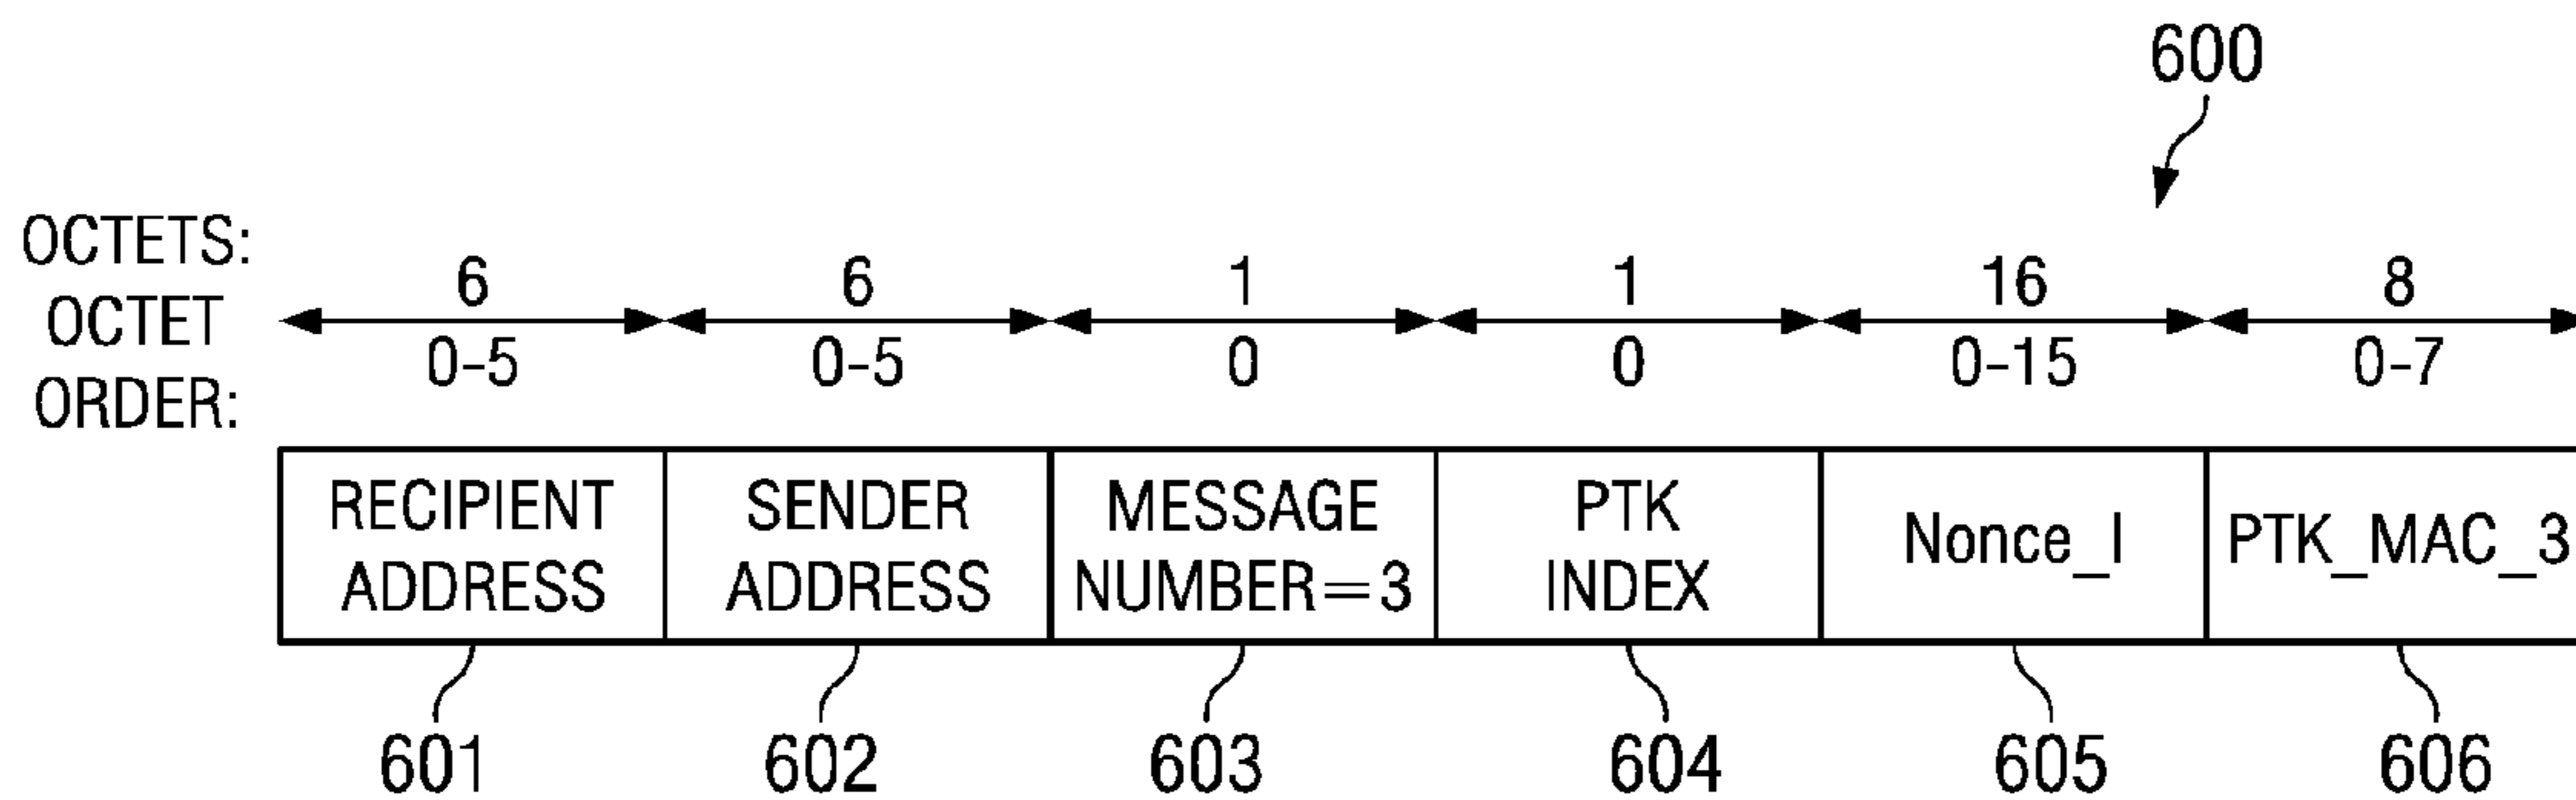 600
OCTETS:
6 6 1 1 16 8
OCTET
0-5 0-5 0 0 0-15 0-7
ORDER:
RECIPIENT SENDER MESSAGE PTK
Nonce_I PTK_MAC_3
ADDRESS ADDRESS NUMBER=3 INDEX
601 602 603 604 605 606